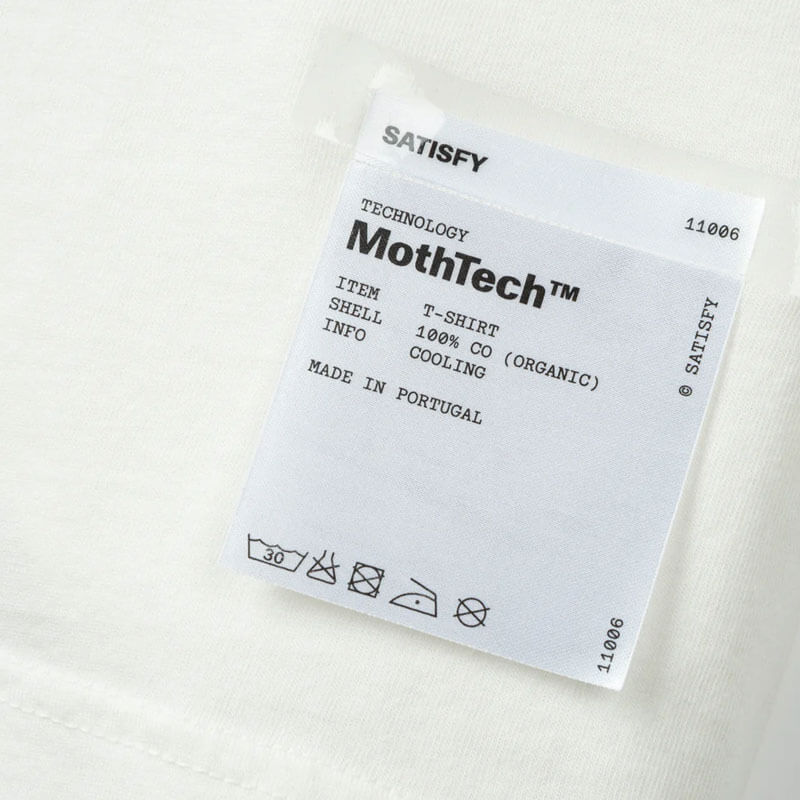 SATISFY
11006
TECHNOLOGY
MothTech™
ITEM T-SHIRT
SHELL 100% CO (ORGANIC)
INFO COOLING
MADE IN PORTUGAL
© SATISFY
30
11006